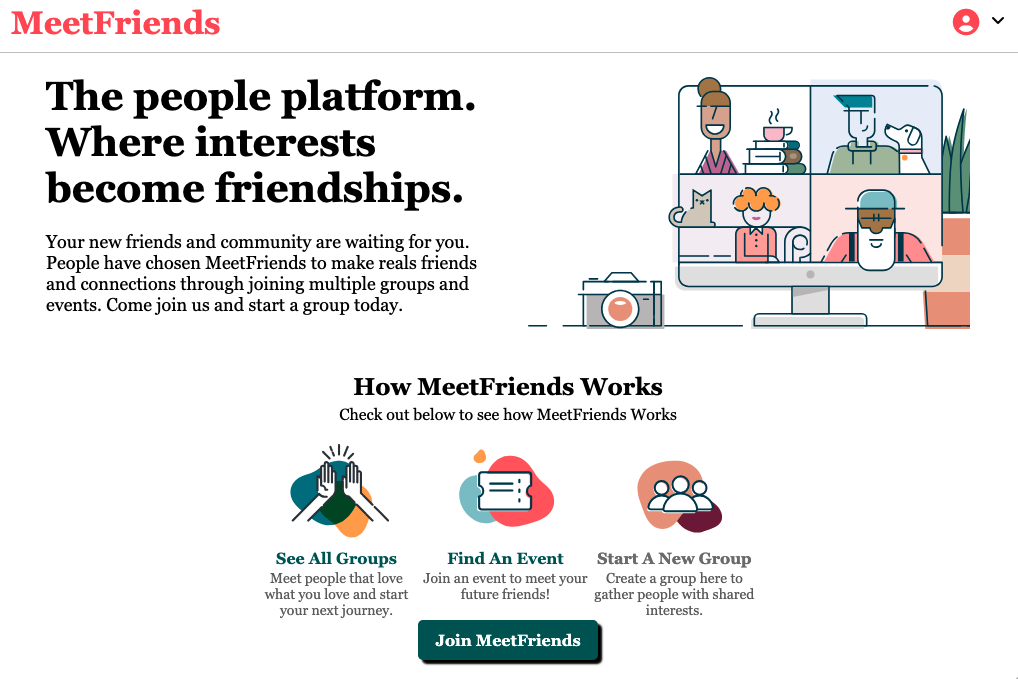 MeetFriends
The people platform.
Where interests
become friendships.
Your new friends and community are waiting for you.
People have chosen MeetFriends to make reals friends
and connections through joining multiple groups and
events. Come join us and start a group today.
How MeetFriends Works
Check out below to see how MeetFriends Works
See All Groups
Meet people that love
what you love and start
your next journey.
Find An Event
Join an event to meet your
future friends!
Start A New Group
Create a group here to
gather people with shared
interests.
Join MeetFriends